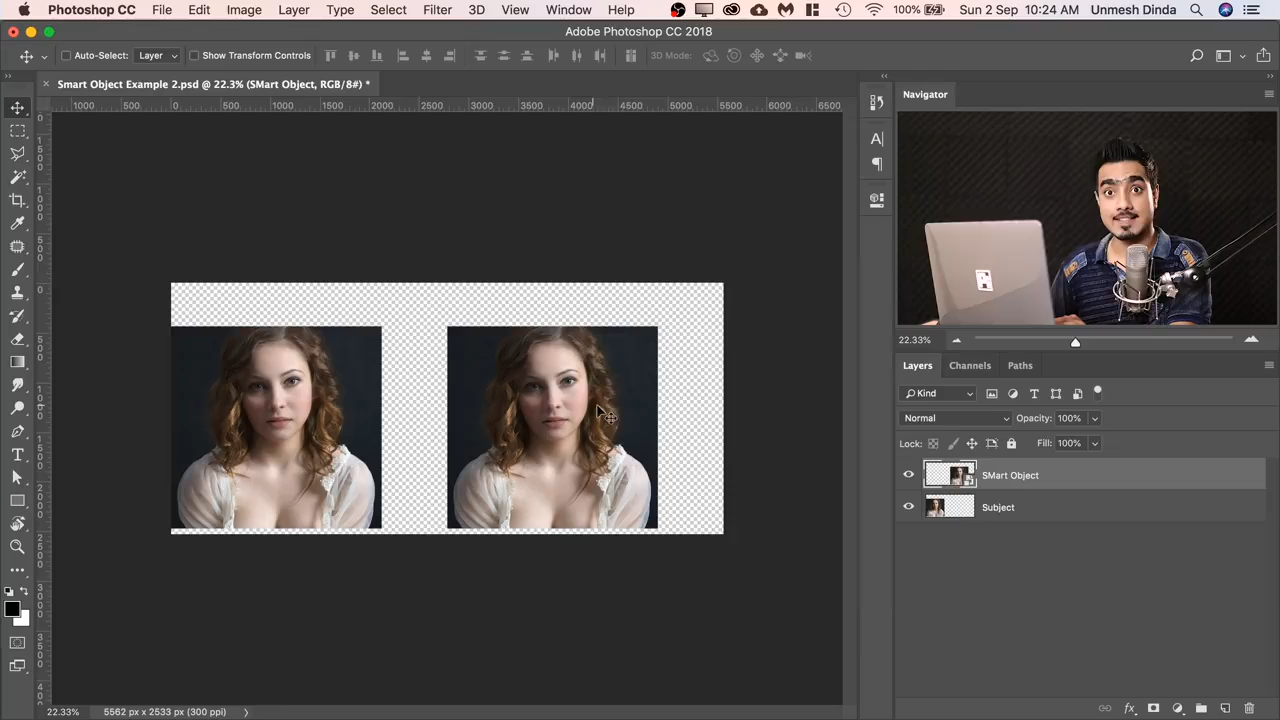 Photoshop CC File Edit Image Layer Type Select Filter 3D View Window Help 100% Sun 2 Sep 10:24 AM Unmesh Dinda
Adobe Photoshop CC 2018
Auto-Select: Layer Show Transform Controls 3D Mode:
× Smart Object Example 2.psd @ 22.3% (SMart Object, RGB/8#) *
1000 500 0 500 1000 1500 2000 2500 3000 3500 4000 4500 5000 5500 6000 6500
Navigator
22.33%
Layers Channels Paths
Kind
Normal Opacity: 100%
Lock: Fill: 100%
SMart Object
Subject
22.33% 5562 px x 2533 px (300 ppi)